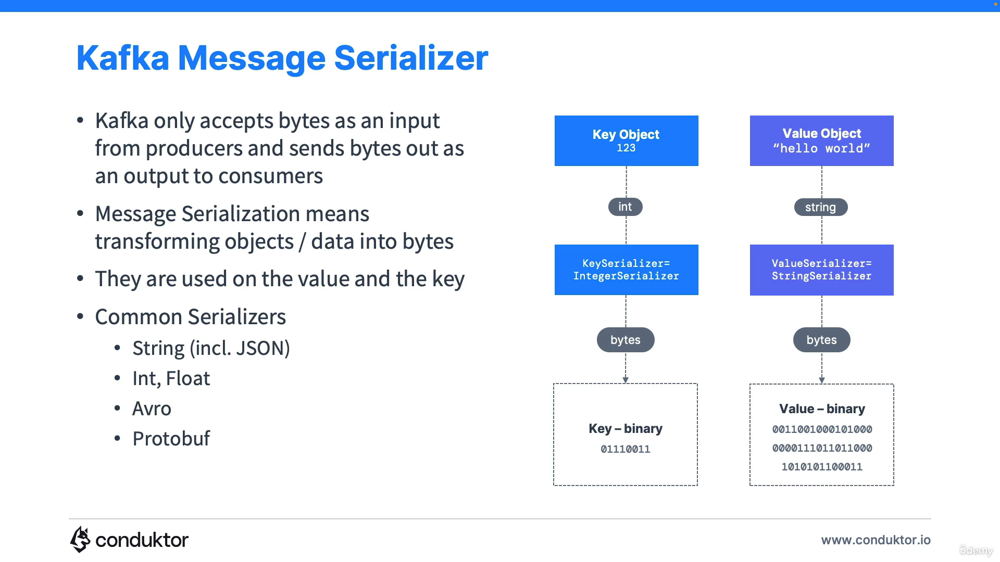 Kafka Message Serializer
• Kafka only accepts bytes as an input
from producers and sends bytes out as
an output to consumers
• Message Serialization means
transforming objects / data into bytes
• They are used on the value and the key
• Common Serializers
• String (incl. JSON)
• Int, Float
• Avro
• Protobuf
Key Object
123
int
KeySerializer=
IntegerSerializer
bytes
Key – binary
01110011
Value Object
“hello world”
string
ValueSerializer=
StringSerializer
bytes
Value – binary
0011001000101000
0000111011011000
1010101100011
conduktor
www.conduktor.io
ûdemy